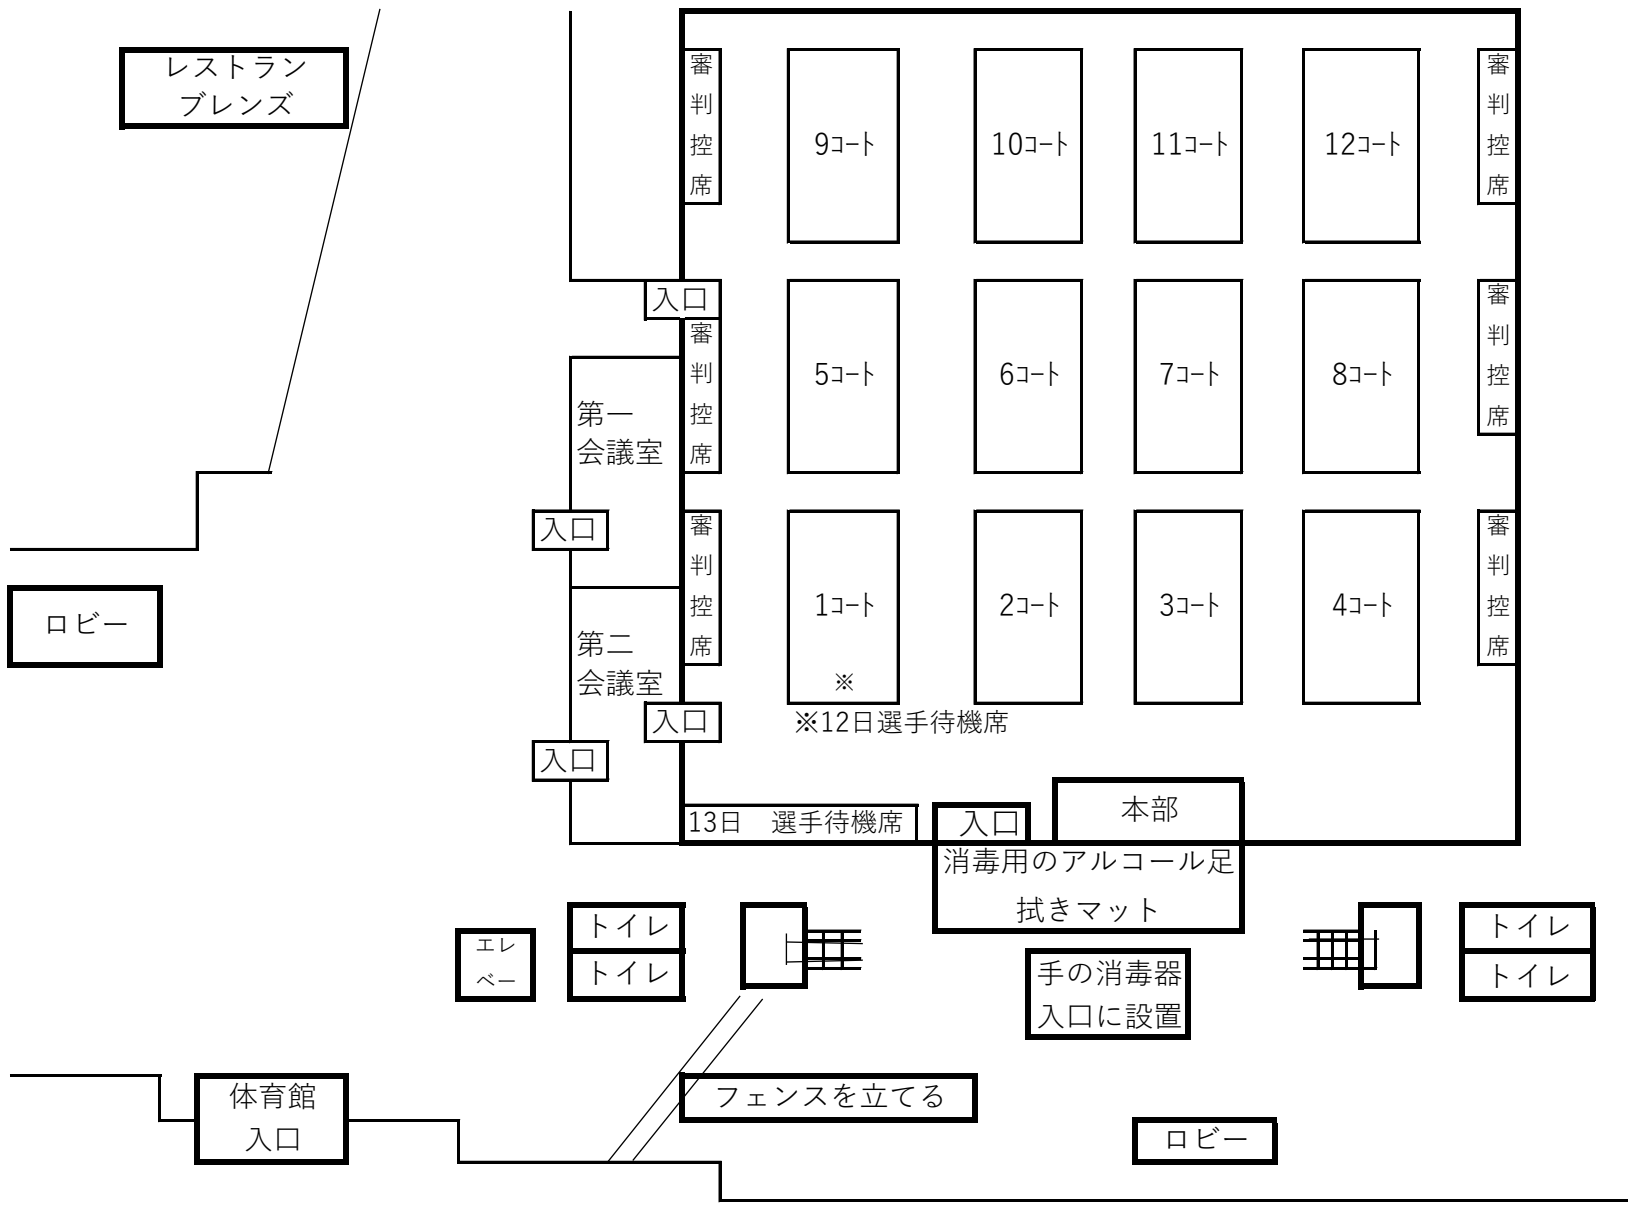 レストラン
ブレンズ
審判控席
9ｺｰﾄ
10ｺｰﾄ
11ｺｰﾄ
12ｺｰﾄ
審判控席
入口
審判控席
5ｺｰﾄ
6ｺｰﾄ
7ｺｰﾄ
8ｺｰﾄ
審判控席
第一
会議室
入口
審判控席
1ｺｰﾄ
※
2ｺｰﾄ
3ｺｰﾄ
4ｺｰﾄ
審判控席
ロビー
第二
会議室
入口
※12日選手待機席
入口
13日　選手待機席
入口
本部
消毒用のアルコール足
拭きマット
エレ
ベー
トイレ
トイレ
手の消毒器
入口に設置
トイレ
トイレ
体育館
入口
フェンスを立てる
ロビー